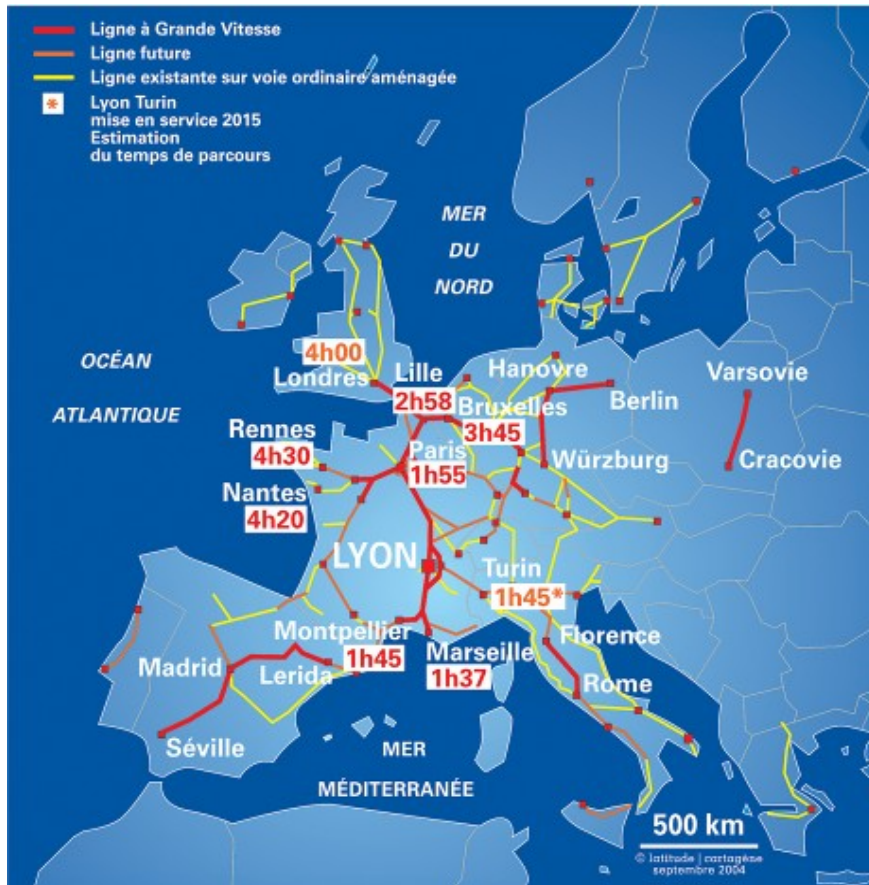 Ligne à Grande Vitesse
Ligne future
Ligne existante sur voie ordinaire aménagée
* Lyon Turin
mise en service 2015
Estimation
du temps de parcours
MER
DU
NORD
OCÉAN
ATLANTIQUE
4h00
Londres
Lille
2h58
Hanovre
Bruxelles
3h45
Berlin
Varsovie
Cracovie
Rennes
4h30
Paris
1h55
Würzburg
Nantes
4h20
LYON
Turin
1h45*
Montpellier
1h45
Florence
Madrid
Lerida
Marseille
1h37
Rome
Séville
MER
MÉDITERRANÉE
500 km
© latitude | cartagène
septembre 2004